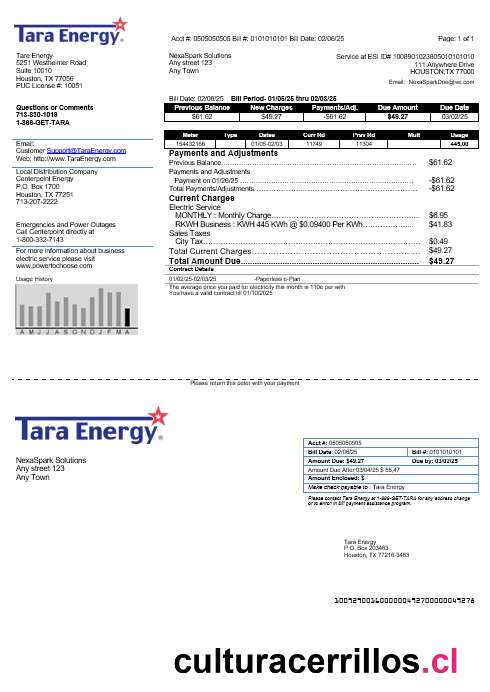 Tara Energy
Acct #: 0505050505 Bill #: 0101010101 Bill Date: 02/06/25
Page: 1 of 1
Tara Energy
5251 Westheimer Road
Suite 10010
Houston, TX 77056
PUC License #: 10051
NexaSpark Solutions
Any street 123
Any Town
Service at ESI ID# 1008901023805010101010
111 Anywhere Drive
HOUSTON,TX 77000
Email: NexaSparkDoe@we.com
Questions or Comments
713-830-1018
1-866-GET-TARA
Bill Date: 02/06/25 Bill Period- 01/06/25 thru 02/03/25
Previous Balance New Charges Payments/Adj. Due Amount Due Date
$61.62 $49.27 -$61.62 $49.27 03/02/25
Email:
Customer Support@TaraEnergy.com
Web: http://www.TaraEnergy.com
Meter Type Dates Curr Rd Prev Rd Mult Usage
164432166 01/05-02/03 11749 11304 445.00
Local Distribution Company
Centerpoint Energy
P.O. Box 1700
Houston, TX 77251
713-207-2222
Payments and Adjustments
Previous Balance $61.62
Payments and Adjustments
Payment on 01/26/25 -$61.62
Total Payments/Adjustments -$61.62
Current Charges
Electric Service
MONTHLY : Monthly Charge $6.95
RKWH Business : KWH 445 KWH @ $0.09400 Per KWh $41.83
Sales Taxes
City Tax $0.49
Total Current Charges $49.27
Total Amount Due $49.27
Emergencies and Power Outages
Call Centerpoint directly at
1-800-332-7143
For more information about business
electric service please visit
www.powertochoose.com
Contract Details
01/02/25-02/03/25 -Paperless e-Plan
The average price you paid for electricity this month is 110¢ per with
You have a valid contract till 01/10/2025
Usage History
A M J J A S O N D J F M A
Please return this potor with your payment
Tara Energy
NexaSpark Solutions
Any street 123
Any Town
Acct #: 0505050505
Bill Date: 02/06/25 Bill #: 0101010101
Amount Due: $49.27 Due by: 03/02/25
Amount Due After 03/04/25 $ 55.47
Amount Enclosed: $
Make check payable to : Tara Energy
Please contact Tara Energy at 1-866-GET-TARA for any address change
or to enroll in bill payment assistance program.
Tara Energy
P.O. Box 203463
Houston, TX 77216-3463
culturacerrillos.cl